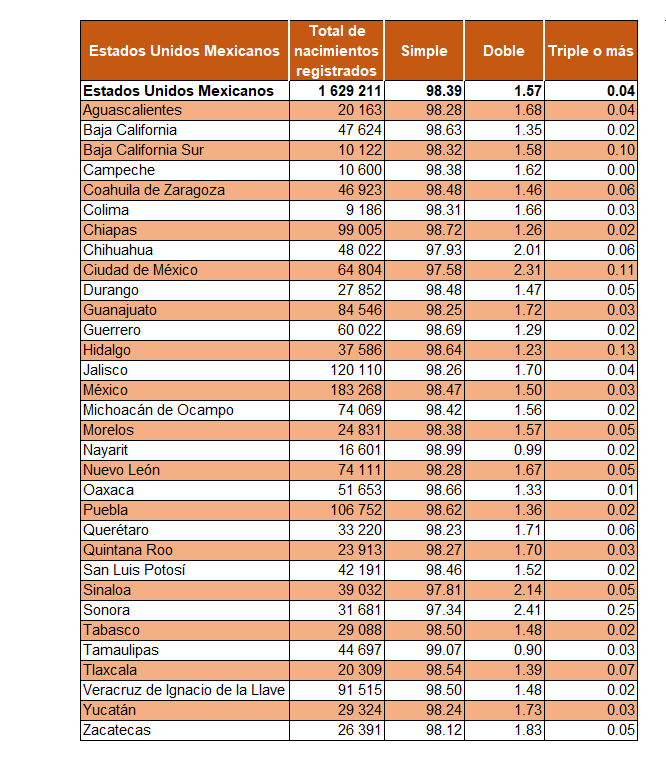 Estados Unidos Mexicanos Total de nacimientos registrados Simple Doble Triple o más
Estados Unidos Mexicanos 1 629 211 98.39 1.57 0.04
Aguascalientes 20 163 98.28 1.68 0.04
Baja California 47 624 98.63 1.35 0.02
Baja California Sur 10 122 98.32 1.58 0.10
Campeche 10 600 98.38 1.62 0.00
Coahuila de Zaragoza 46 923 98.48 1.46 0.06
Colima 9 186 98.31 1.66 0.03
Chiapas 99 005 98.72 1.26 0.02
Chihuahua 48 022 97.93 2.01 0.06
Ciudad de México 64 804 97.58 2.31 0.11
Durango 27 852 98.48 1.47 0.05
Guanajuato 84 546 98.25 1.72 0.03
Guerrero 60 022 98.69 1.29 0.02
Hidalgo 37 586 98.64 1.23 0.13
Jalisco 120 110 98.26 1.70 0.04
México 183 268 98.47 1.50 0.03
Michoacán de Ocampo 74 069 98.42 1.56 0.02
Morelos 24 831 98.38 1.57 0.05
Nayarit 16 601 98.99 0.99 0.02
Nuevo León 74 111 98.28 1.67 0.05
Oaxaca 51 653 98.66 1.33 0.01
Puebla 106 752 98.62 1.36 0.02
Querétaro 33 220 98.23 1.71 0.06
Quintana Roo 23 913 98.27 1.70 0.03
San Luis Potosí 42 191 98.46 1.52 0.02
Sinaloa 39 032 97.81 2.14 0.05
Sonora 31 681 97.34 2.41 0.25
Tabasco 29 088 98.50 1.48 0.02
Tamaulipas 44 697 99.07 0.90 0.03
Tlaxcala 20 309 98.54 1.39 0.07
Veracruz de Ignacio de la Llave 91 515 98.50 1.48 0.02
Yucatán 29 324 98.24 1.73 0.03
Zacatecas 26 391 98.12 1.83 0.05